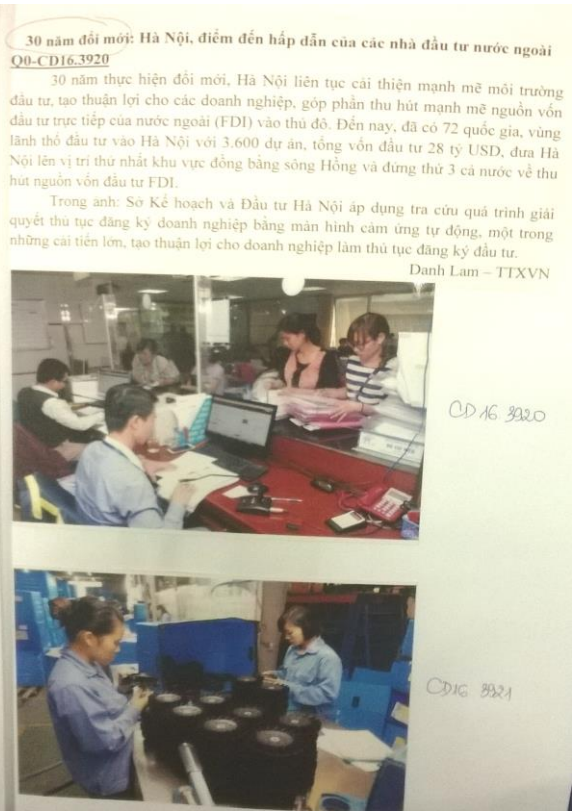 30 năm đổi mới: Hà Nội, điểm đến hấp dẫn của các nhà đầu tư nước ngoài
Q0-CD16.3920
30 năm thực hiện đổi mới, Hà Nội liên tục cải thiện mạnh mẽ môi trường
đầu tư, tạo thuận lợi cho các doanh nghiệp, góp phần thu hút mạnh mẽ nguồn vốn
đầu tư trực tiếp của nước ngoài (FDI) vào thủ đô. Đến nay, đã có 72 quốc gia, vùng
lãnh thổ đầu tư vào Hà Nội với 3.600 dự án, tổng vốn đầu tư 28 tỷ USD, đưa Hà
Nội lên vị trí thứ nhất khu vực đồng bằng sông Hồng và đứng thứ 3 cả nước về thu
hút nguồn vốn đầu tư FDI.
Trong ảnh: Sở Kế hoạch và Đầu tư Hà Nội áp dụng tra cứu quá trình giải
quyết thủ tục đăng ký doanh nghiệp bằng màn hình cảm ứng tự động, một trong
những cải tiến lớn, tạo thuận lợi cho doanh nghiệp làm thủ tục đăng ký đầu tư.
Danh Lam – TTXVN
CD16.3920
CD16 3921